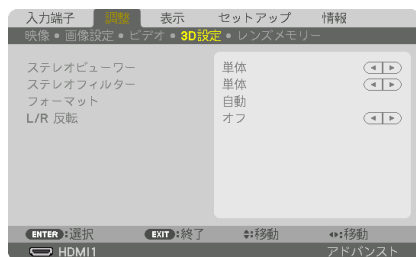 入力端子 調整 表示 セットアップ 情報
映像 • 画像設定 • ビデオ • 3D設定 • レンズメモリー
ステレオビューワー 単体
ステレオフィルター 単体
フォーマット 自動
L/R 反転 オフ
ENTER:選択 EXIT:終了 :移動 :移動
HDMI1 アドバンスト